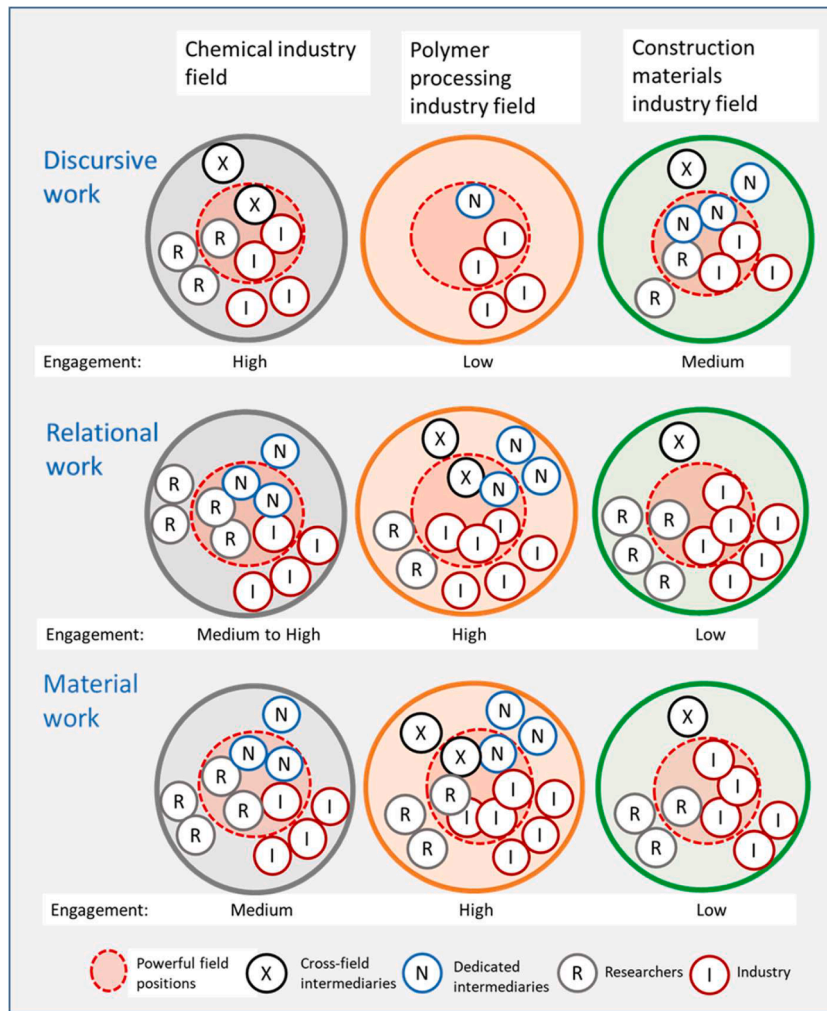 Chemical industry
field
Polymer
processing
industry field
Construction
materials
industry field
Discursive
work
X
X
R
I
R
I
R
I
I
N
I
I
I
I
X
N
N
N
I
R
I
I
R
Engagement: High Low Medium
Relational
work
N
R
N
N
R
R
I
I
R
I
I
I
X
N
X
N
N
R
I
I
I
R
I
I
I
I
X
I
R
R
I
I
R
I
I
R
I
Engagement: Medium to High High Low
Material
work
N
N
R
N
R
R
I
I
R
I
I
I
X
N
X
N
N
R
I
R
I
I
I
I
R
I
I
X
I
I
R
R
I
I
R
I
Engagement: Medium High Low
Powerful field
positions
X
Cross-field
intermediaries
N
Dedicated
intermediaries
R
Researchers
I
Industry